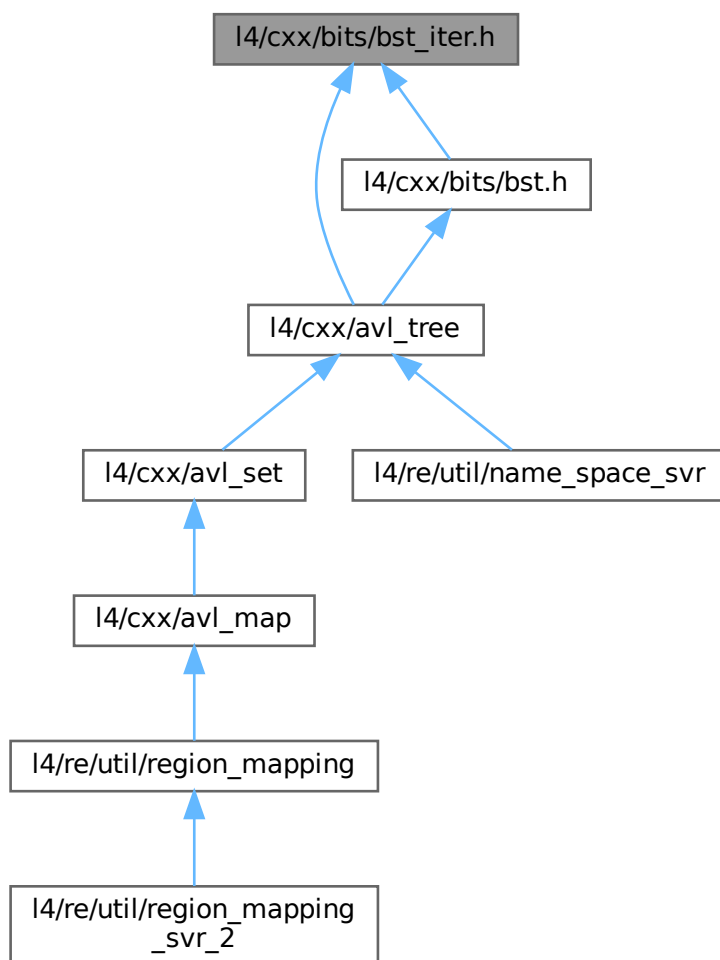 l4/cxx/bits/bst_iter.h
l4/cxx/bits/bst.h
l4/cxx/avl_tree
l4/cxx/avl_set
l4/re/util/name_space_svr
l4/cxx/avl_map
l4/re/util/region_mapping
l4/re/util/region_mapping
_svr_2